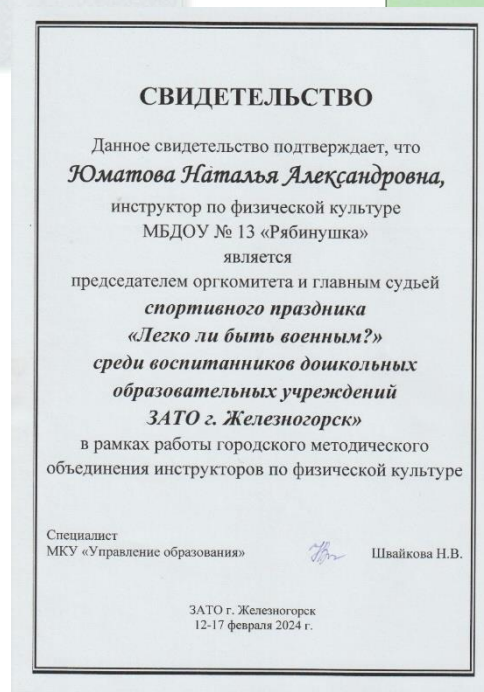 СВИДЕТЕЛЬСТВО
Данное свидетельство подтверждает, что
Юматова Наталья Александровна,
инструктор по физической культуре
МБДОУ № 13 «Рябинушка»
является
председателем оргкомитета и главным судьей
спортивного праздника
«Легко ли быть военным?»
среди воспитанников дошкольных
образовательных учреждений
ЗАТО г. Железногорск»
в рамках работы городского методического
объединения инструкторов по физической культуре
Специалист
МКУ «Управление образования» Швайкова Н.В.
ЗАТО г. Железногорск
12-17 февраля 2024 г.